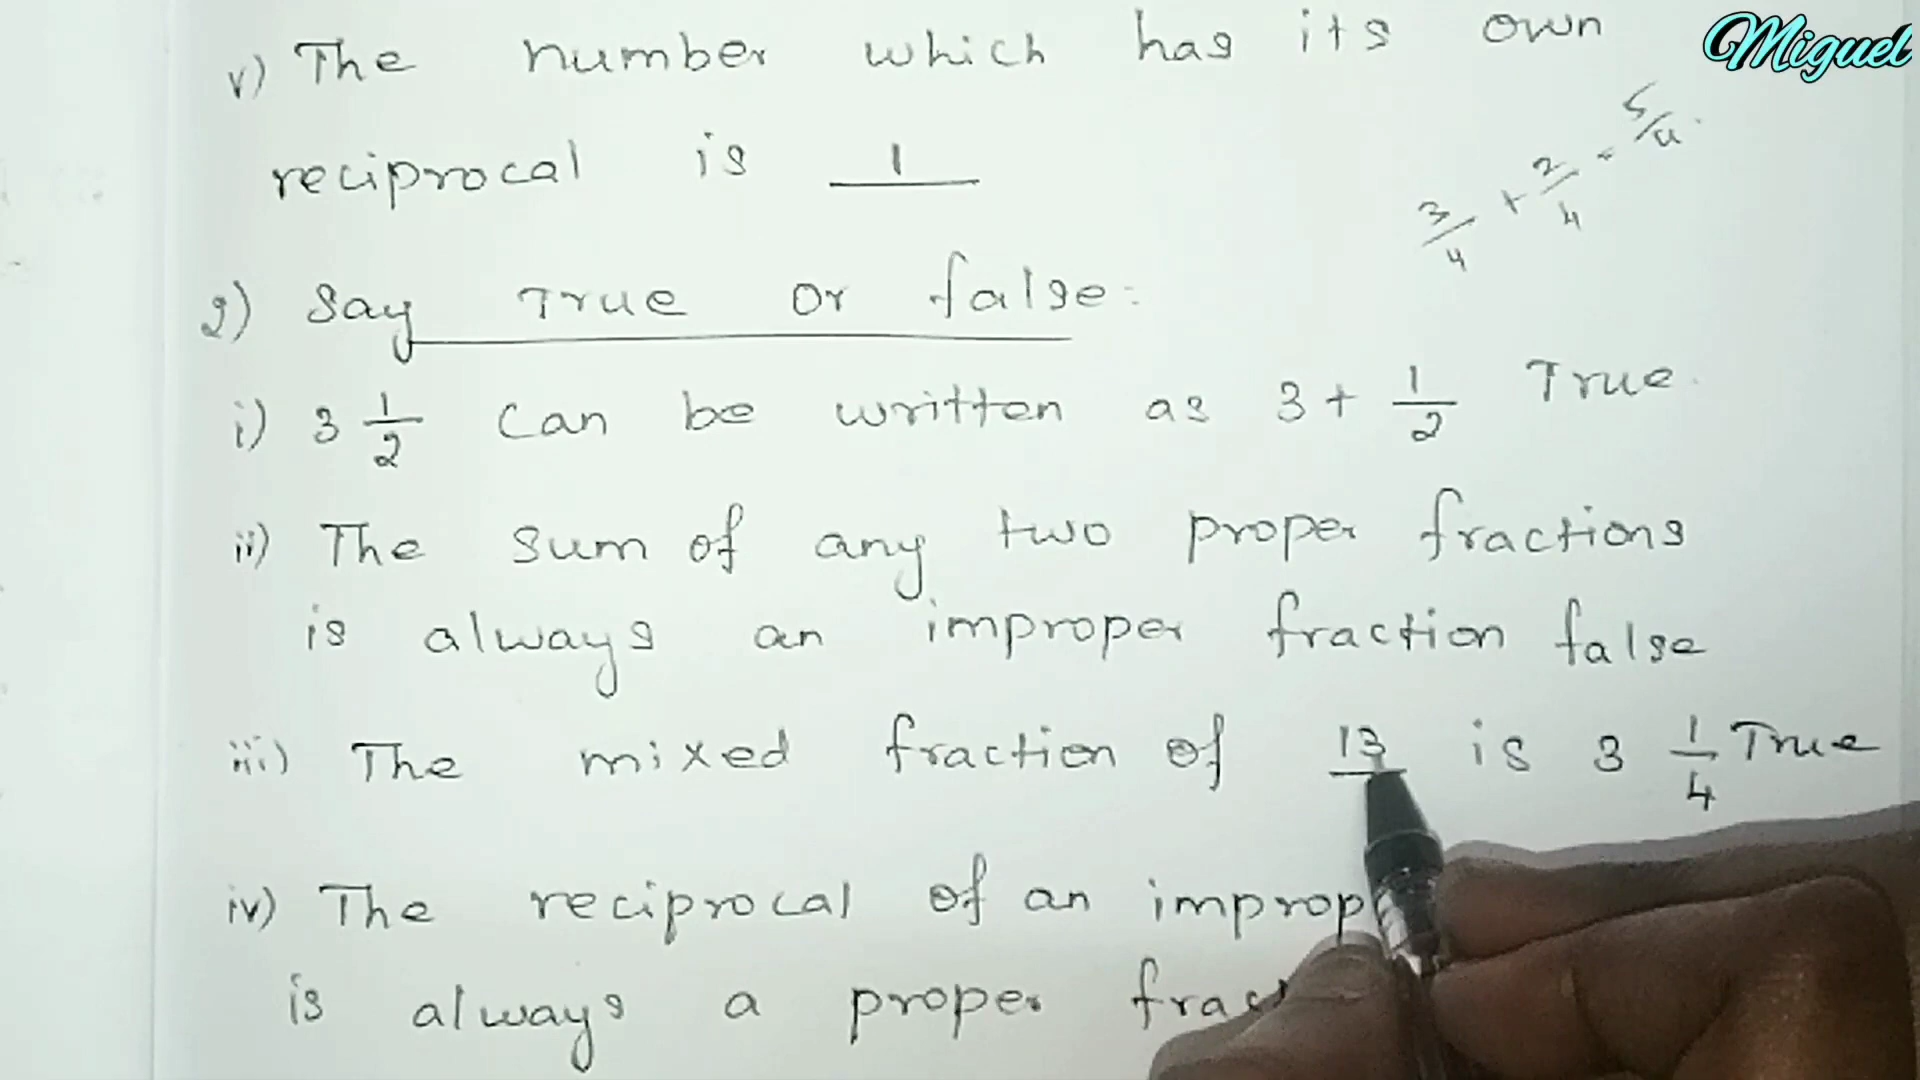 v) The number which has its own
Miguel
reciprocal is 1
3/4 + 2/4 = 5/4.
2) Say True or false:
i) 3 1/2 can be written as 3 + 1/2 True.
ii) The sum of any two proper fractions
is always an improper fraction false
iii) The mixed fraction of 13 is 3 1/4 True
iv) The reciprocal of an
is always a proper